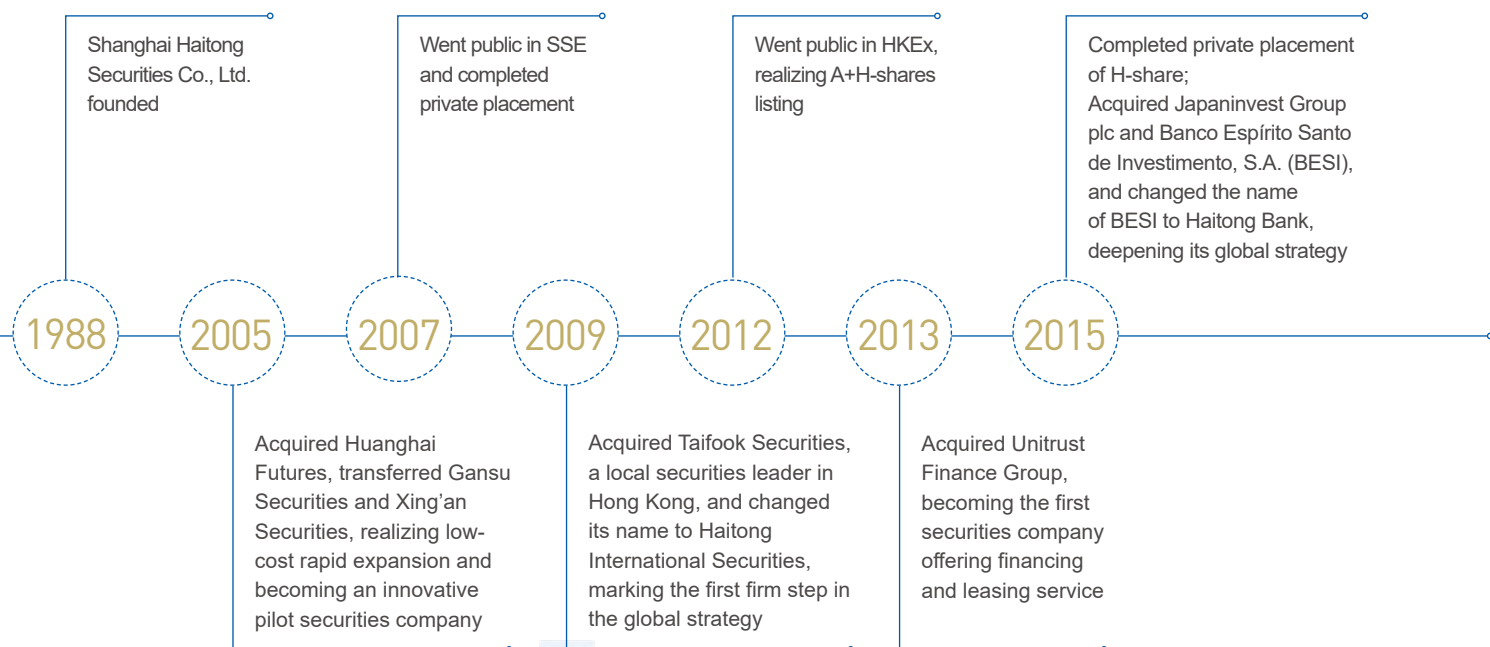 Shanghai Haitong
Securities Co., Ltd.
founded
Went public in SSE
and completed
private placement
Went public in HKEx,
realizing A+H-shares
listing
Completed private placement
of H-share;
Acquired Japaninvest Group
plc and Banco Espírito Santo
de Investimento, S.A. (BESI),
and changed the name
of BESI to Haitong Bank,
deepening its global strategy
1988
2005
2007
2009
2012
2013
2015
Acquired Huanghai
Futures, transferred Gansu
Securities and Xing’an
Securities, realizing low-
cost rapid expansion and
becoming an innovative
pilot securities company
Acquired Taifook Securities,
a local securities leader in
Hong Kong, and changed
its name to Haitong
International Securities,
marking the first firm step in
the global strategy
Acquired Unitrust
Finance Group,
becoming the first
securities company
offering financing
and leasing service